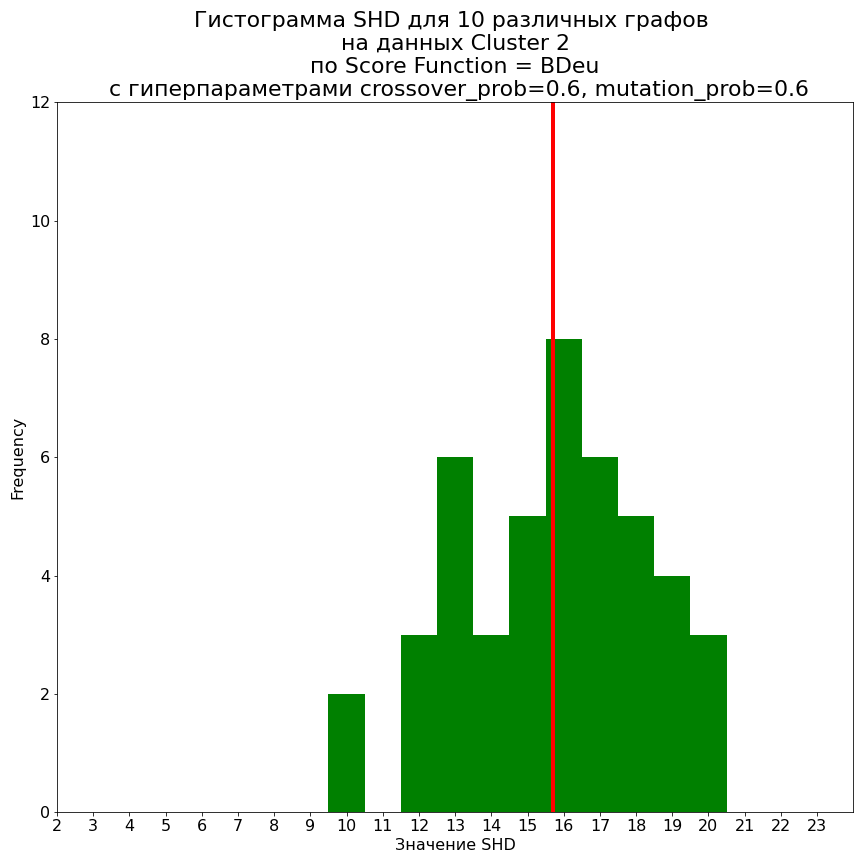 Гистограмма SHD для 10 различных графов
на данных Cluster 2
по Score Function = BDeu
с гиперпараметрами crossover_prob=0.6, mutation_prob=0.6
12
10
8
6
4
2
0
Frequency
2 3 4 5 6 7 8 9 10 11 12 13 14 15 16 17 18 19 20 21 22 23
Значение SHD